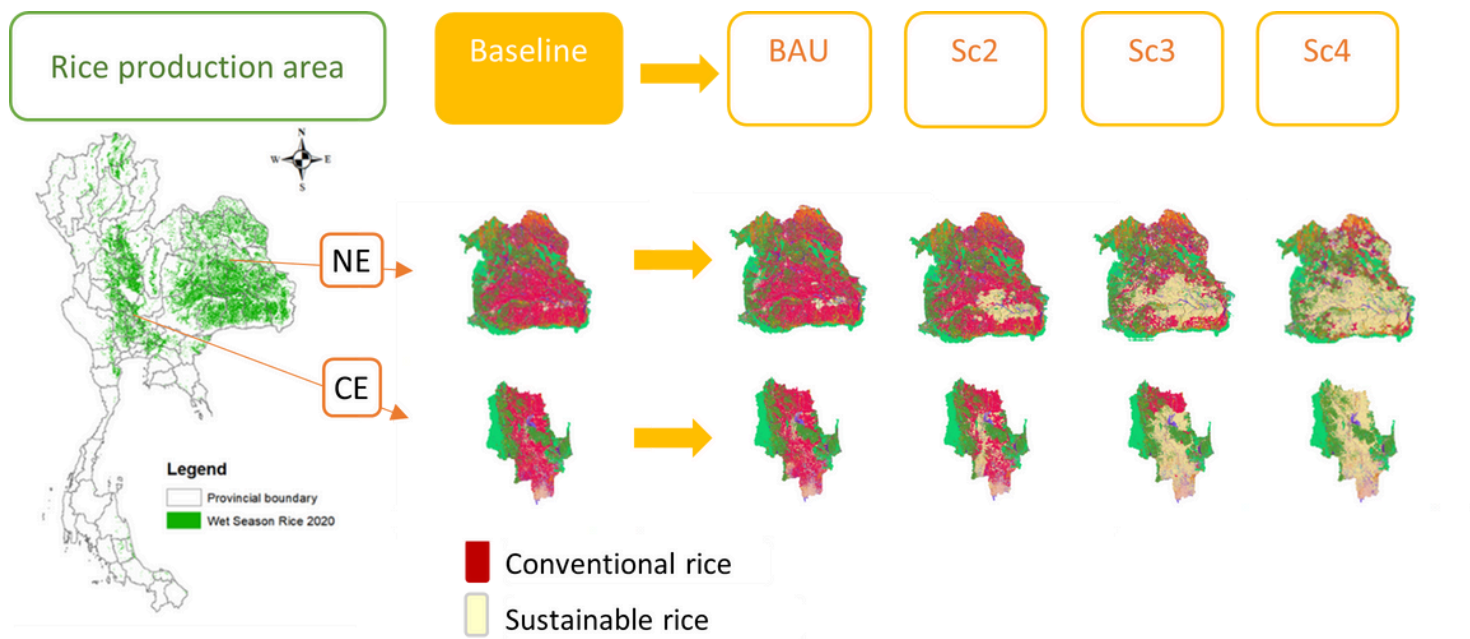 Rice production area
Baseline
BAU
Sc2
Sc3
Sc4
N
W
E
S
NE
CE
Legend
Provincial boundary
Wet Season Rice 2020
Conventional rice
Sustainable rice